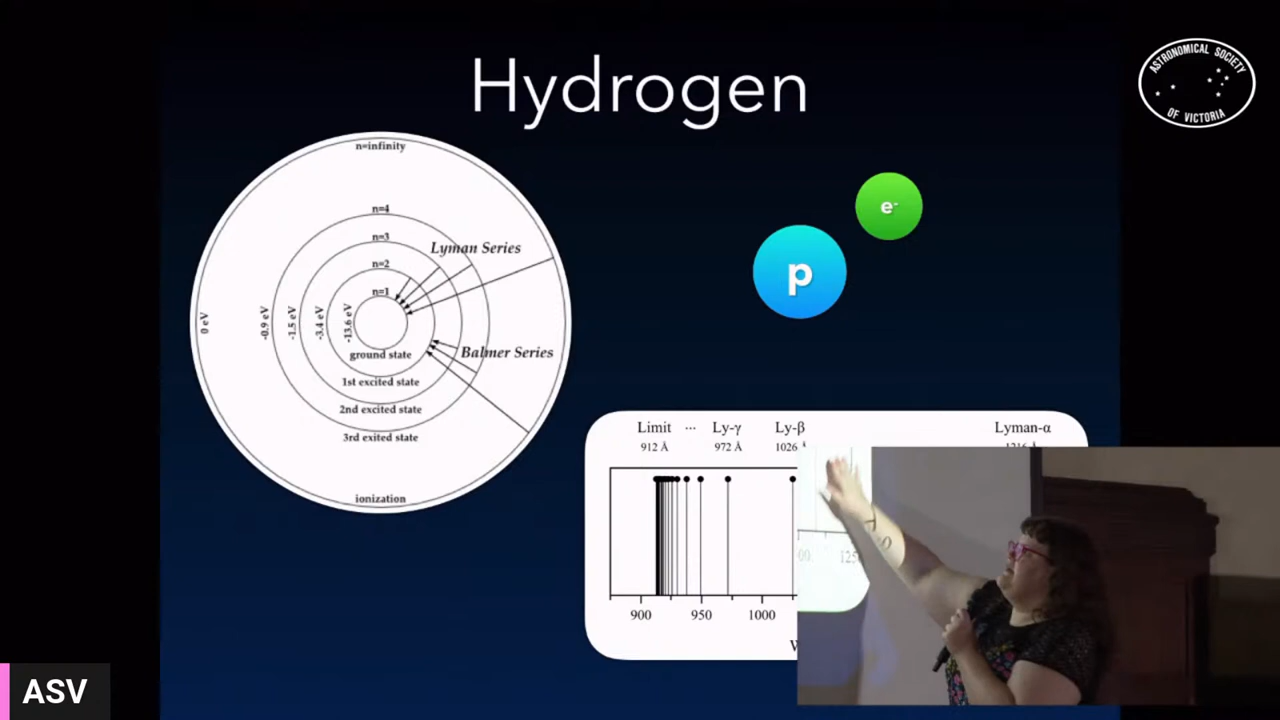 Hydrogen
ASTRONOMICAL SOCIETY
OF VICTORIA
n=infinity
n=4
n=3
Lyman Series
n=2
n=1
0 eV
-0.9 eV
-1.5 eV
-3.4 eV
-13.6 eV
ground state
Balmer Series
1st excited state
2nd excited state
3rd exited state
ionization
e-
p
Limit ··· Ly-γ Ly-β Lyman-α
912 Å 972 Å 1026
900 950 1000
ASV